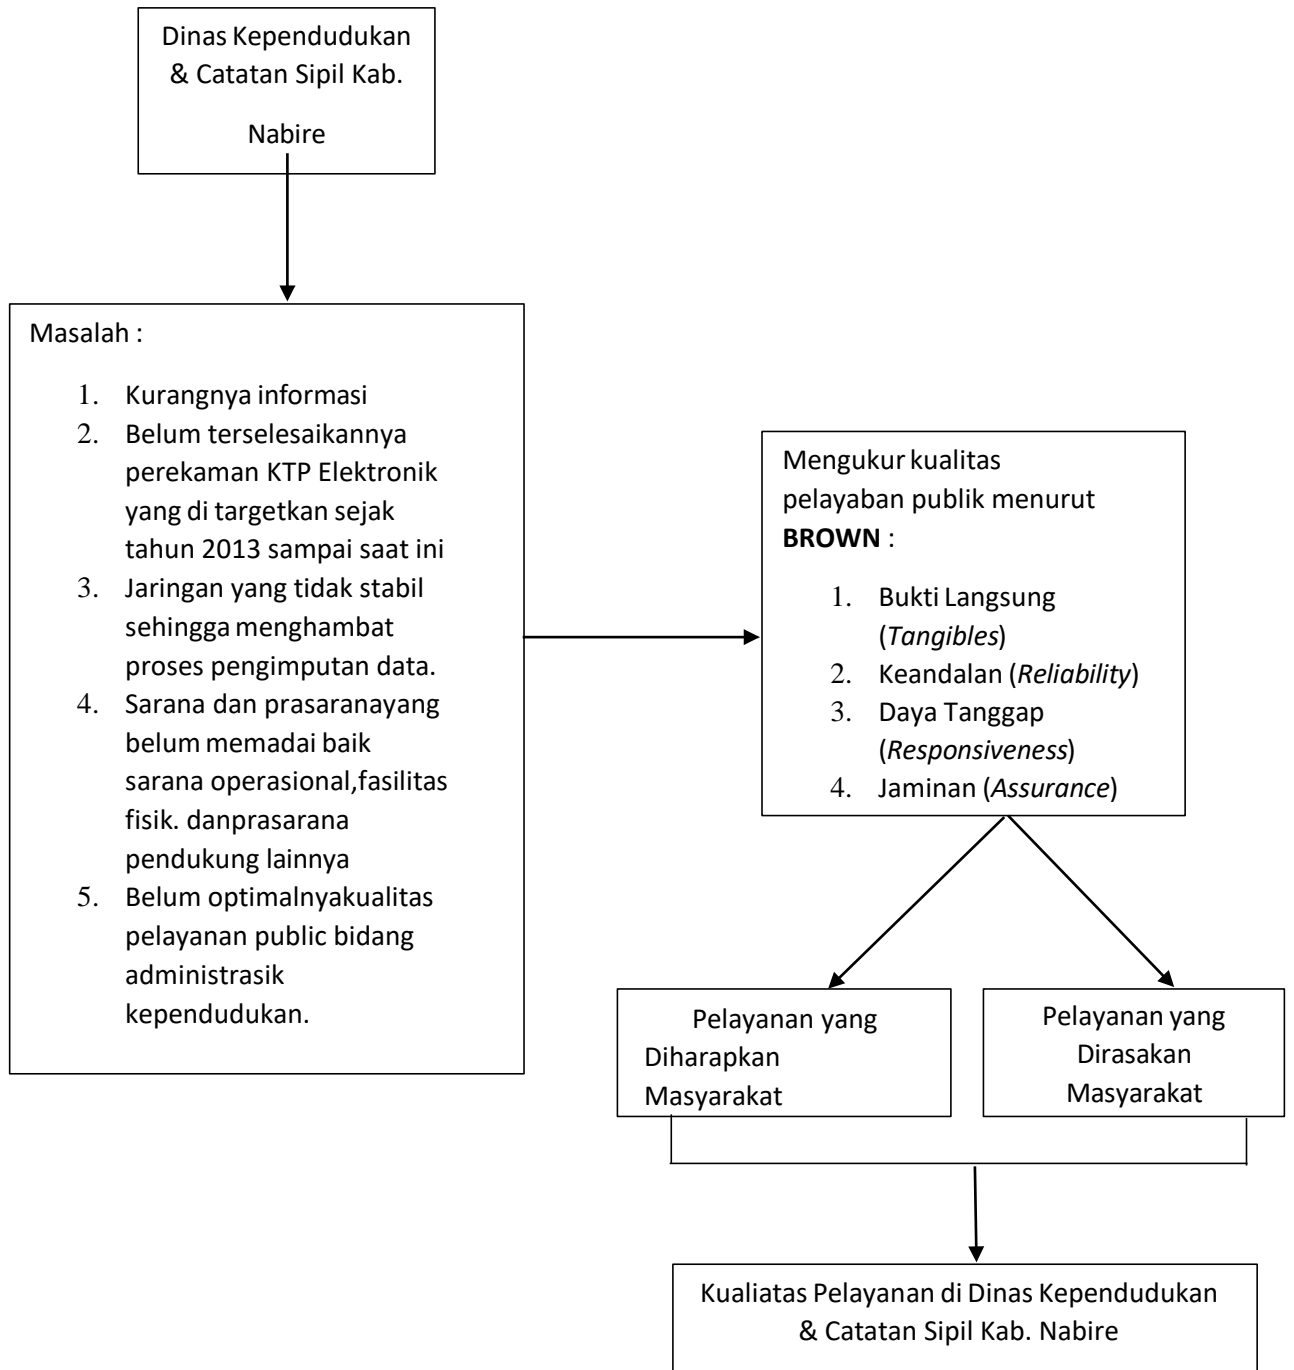 Dinas Kependudukan
& Catatan Sipil Kab.
Nabire
Masalah :
1. Kurangnya informasi
2. Belum terselesaikannya
perekaman KTP Elektronik
yang di targetkan sejak
tahun 2013 sampai saat ini
3. Jaringan yang tidak stabil
sehingga menghambat
proses pengimputan data.
4. Sarana dan prasaranayang
belum memadai baik
sarana operasional,fasilitas
fisik. danprasarana
pendukung lainnya
5. Belum optimalnyakualitas
pelayanan public bidang
administrasik
kependudukan.
Mengukur kualitas
pelayaban publik menurut
BROWN :
1. Bukti Langsung
(Tangibles)
2. Keandalan (Reliability)
3. Daya Tanggap
(Responsiveness)
4. Jaminan (Assurance)
Pelayanan yang
Diharapkan
Masyarakat
Pelayanan yang
Dirasakan
Masyarakat
Kualiatas Pelayanan di Dinas Kependudukan
& Catatan Sipil Kab. Nabire